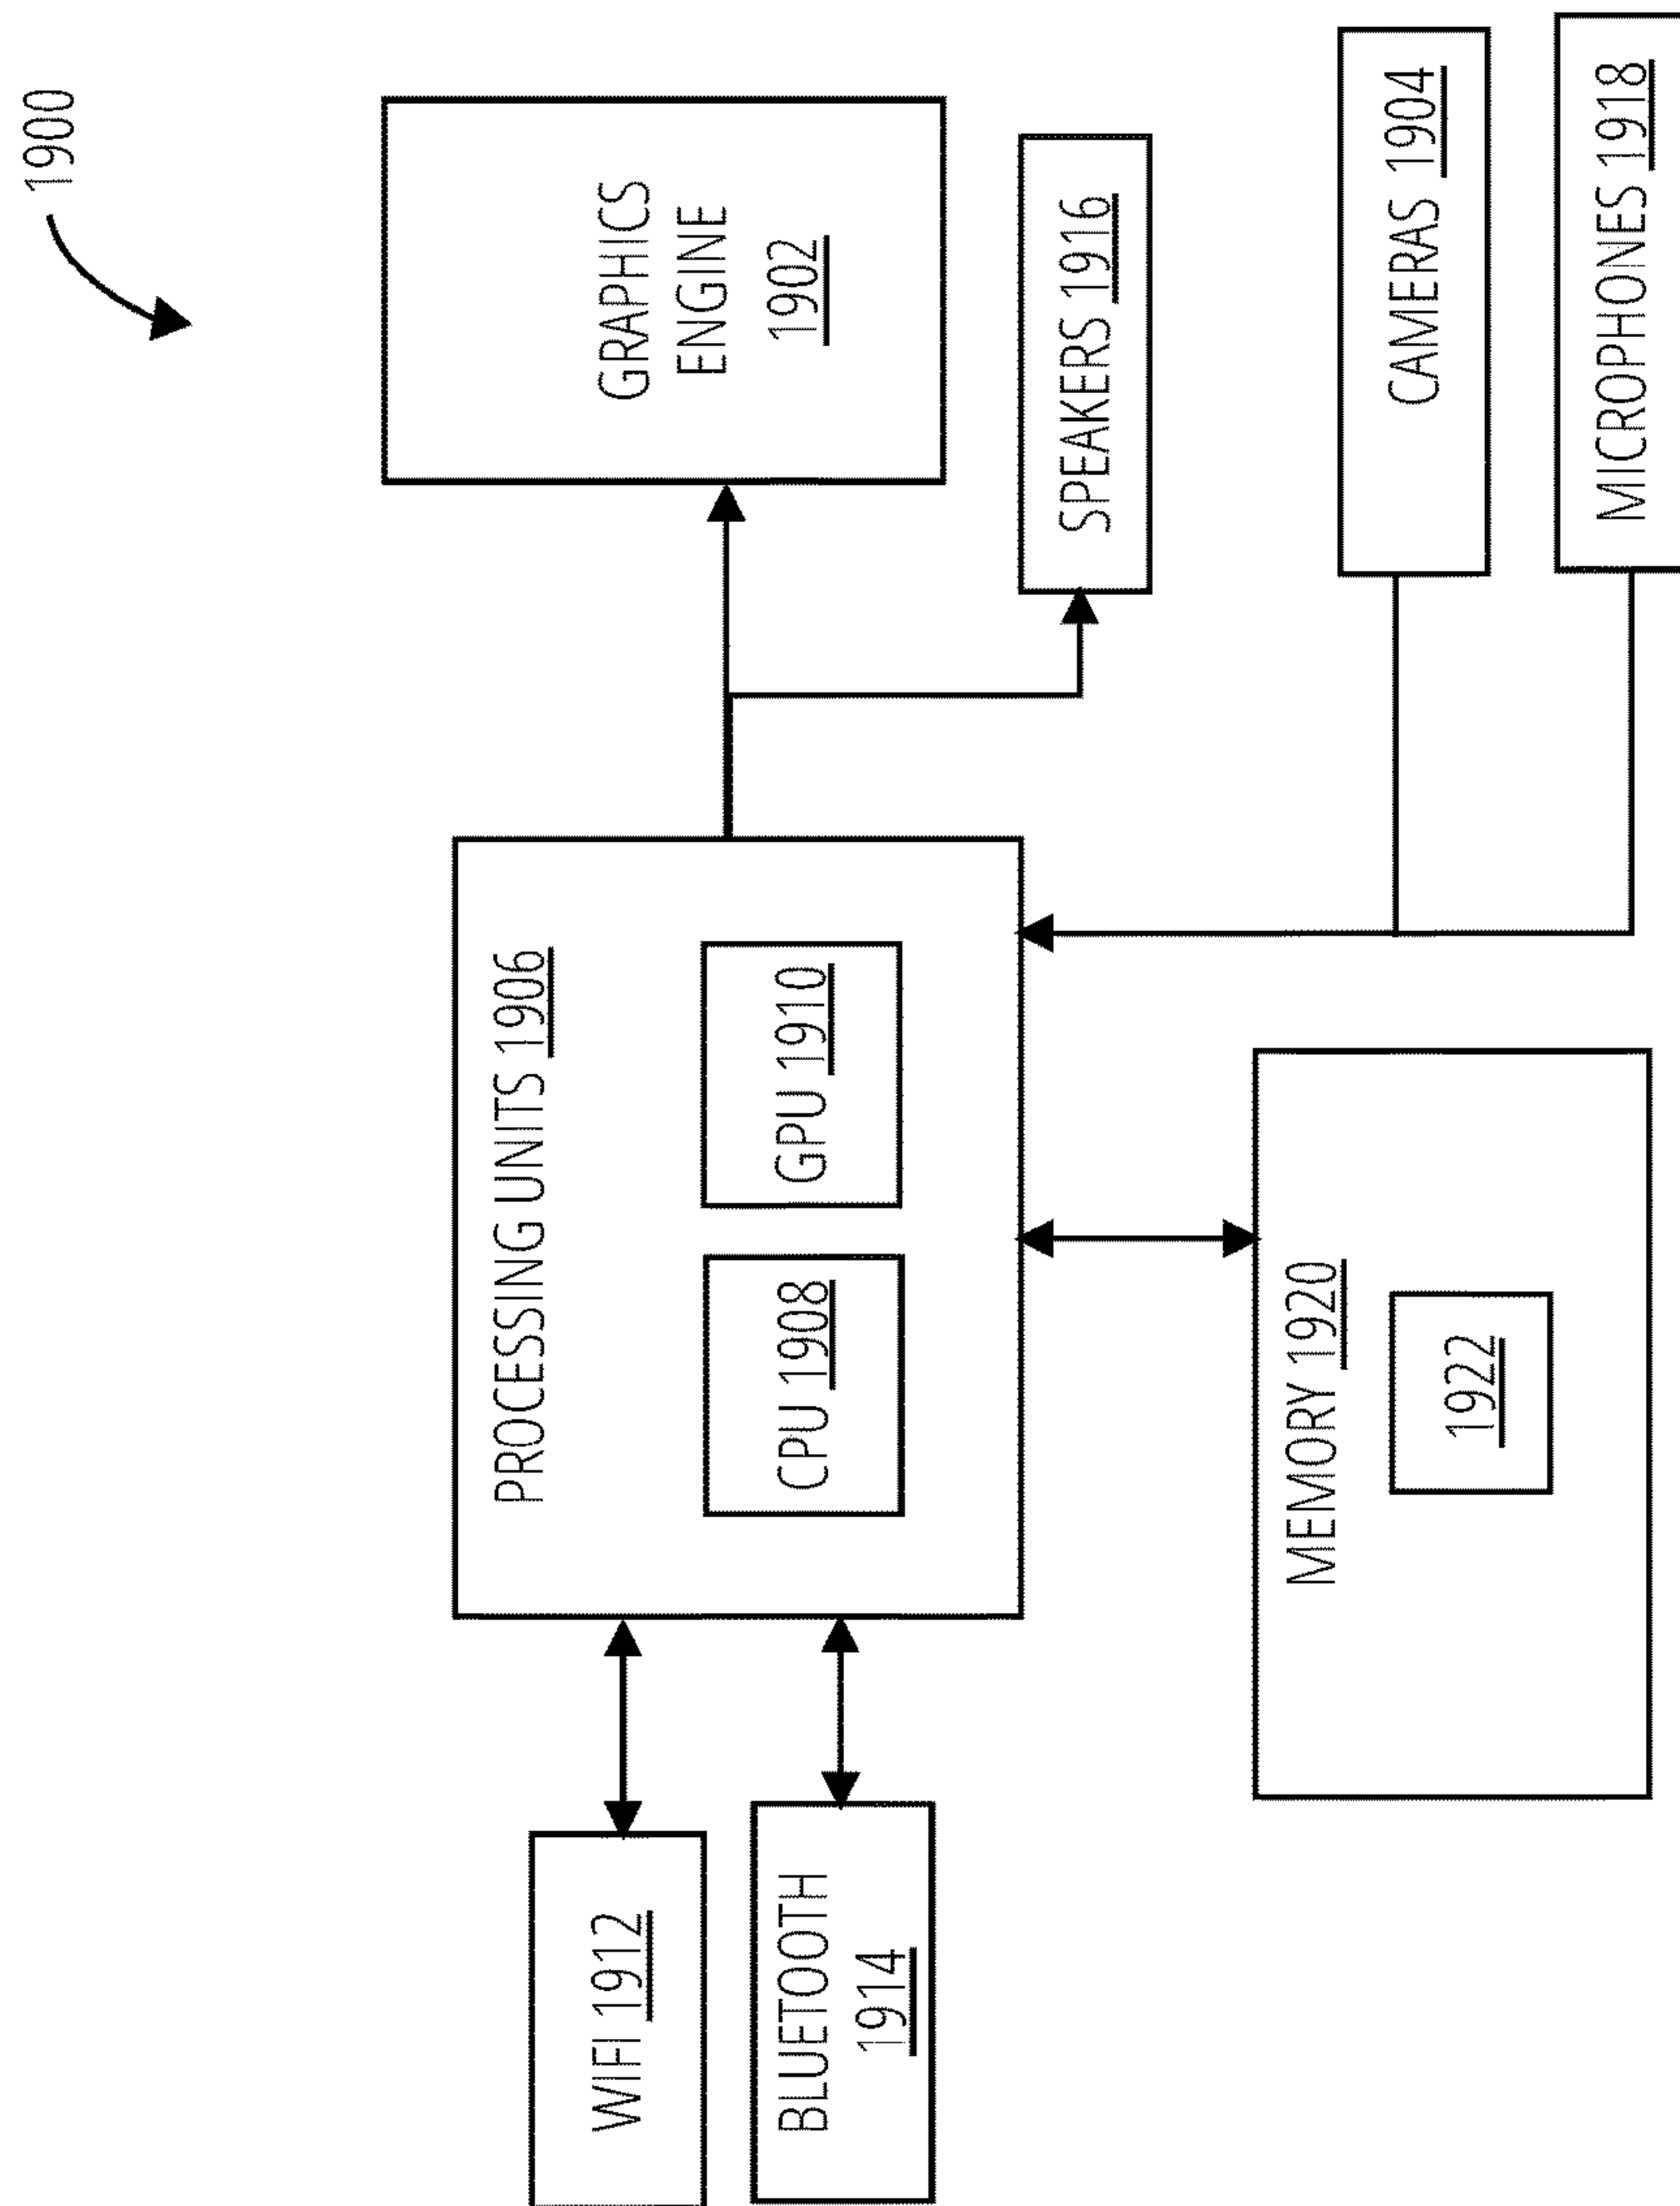 1900
GRAPHICS
ENGINE
1902
SPEAKERS 1916
CAMERAS 1904
MICROPHONES 1918
PROCESSING UNITS 1906
CPU 1908
GPU 1910
WIFI 1912
BLUETOOTH
1914
MEMORY 1920
1922